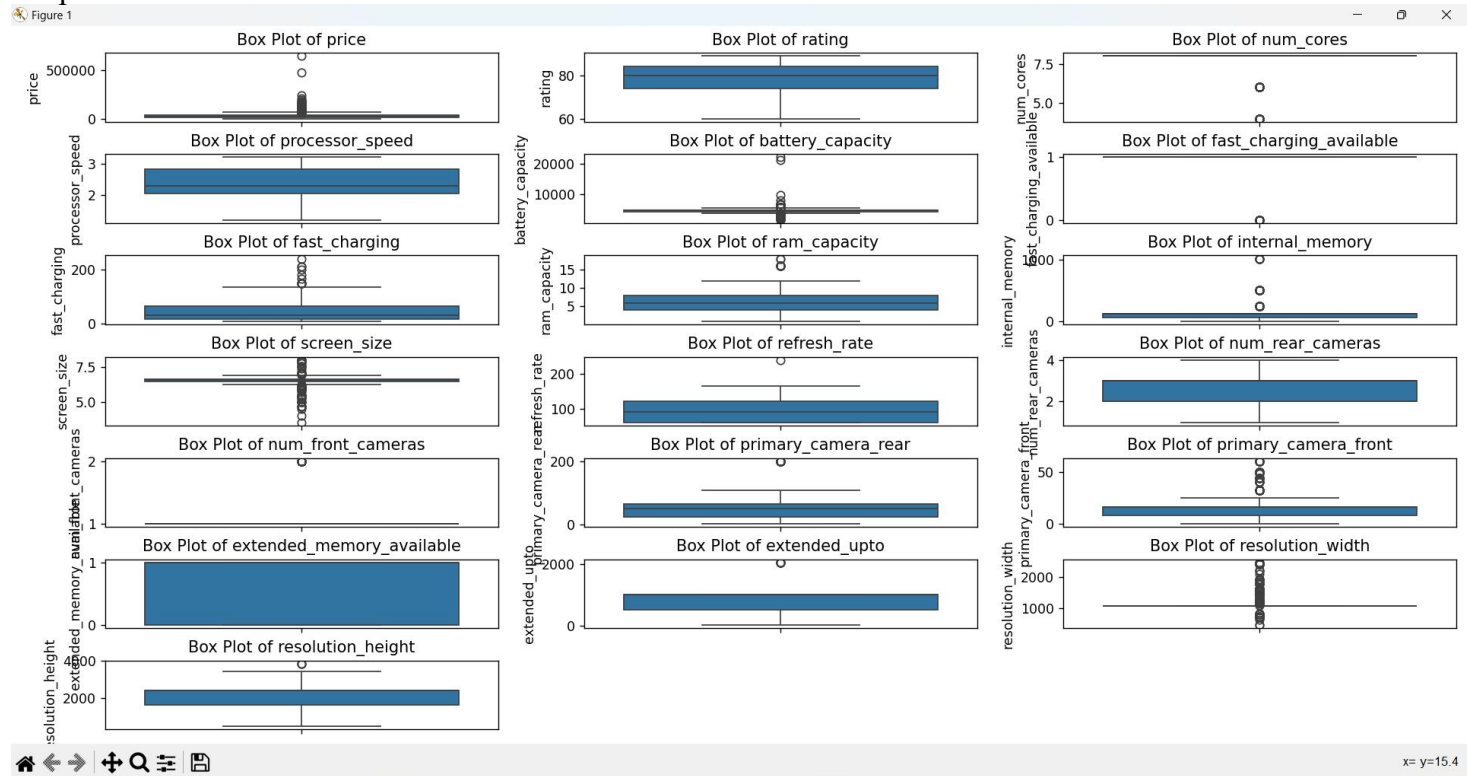 Figure 1
Box Plot of price
price
500000
0
Box Plot of rating
rating
80
60
Box Plot of num_cores
num_cores
7.5
5.0
Box Plot of processor_speed
processor_speed
3
2
Box Plot of battery_capacity
battery_capacity
20000
10000
Box Plot of fast_charging_available
fast_charging_available
1
0
Box Plot of fast_charging
fast_charging
200
0
Box Plot of ram_capacity
ram_capacity
15
10
5
Box Plot of internal_memory
internal_memory
1000
0
Box Plot of screen_size
screen_size
7.5
5.0
Box Plot of refresh_rate
refresh_rate
200
100
Box Plot of num_rear_cameras
num_rear_cameras
4
2
Box Plot of num_front_cameras
num_front_cameras
2
1
Box Plot of primary_camera_rear
primary_camera_rear
200
0
Box Plot of primary_camera_front
primary_camera_front
50
0
Box Plot of extended_memory_available
extended_memory_available
1
0
Box Plot of extended_upto
extended_upto
2000
0
Box Plot of resolution_width
resolution_width
2000
1000
Box Plot of resolution_height
esolution_height
4000
2000
x= y=15.4